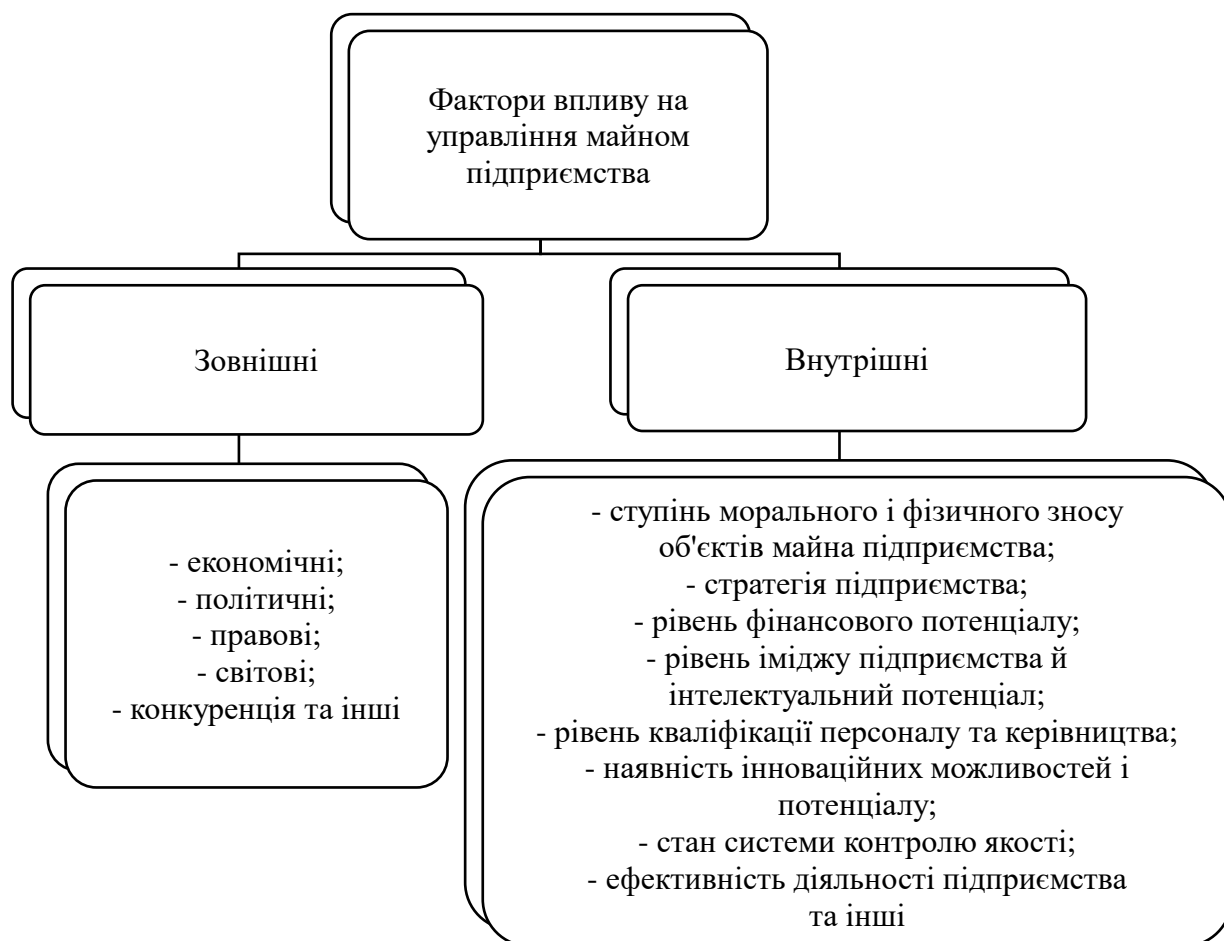 Фактори впливу на
управління майном
підприємства
Зовнішні
Внутрішні
- економічні;
- політичні;
- правові;
- світові;
- конкуренція та інші
- ступінь морального і фізичного зносу
об'єктів майна підприємства;
- стратегія підприємства;
- рівень фінансового потенціалу;
- рівень іміджу підприємства й
інтелектуальний потенціал;
- рівень кваліфікації персоналу та керівництва;
- наявність інноваційних можливостей і
потенціалу;
- стан системи контролю якості;
- ефективність діяльності підприємства
та інші